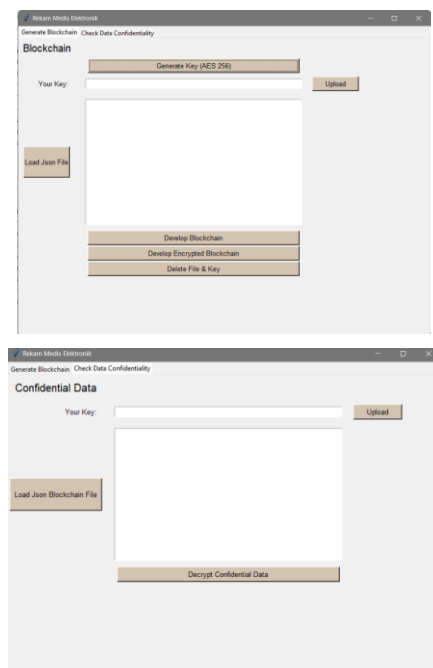 Rekam Medis Elektronik
Generate Blockchain Check Data Confidentiality
Blockchain
Generate Key (AES 256)
Your Key: Upload
Load Json File
Develop Blockchain
Develop Encrypted Blockchain
Delete File & Key
Rekam Medis Elektronik
Generate Blockchain Check Data Confidentiality
Confidential Data
Your Key: Upload
Load Json Blockchain File
Decrypt Confidential Data